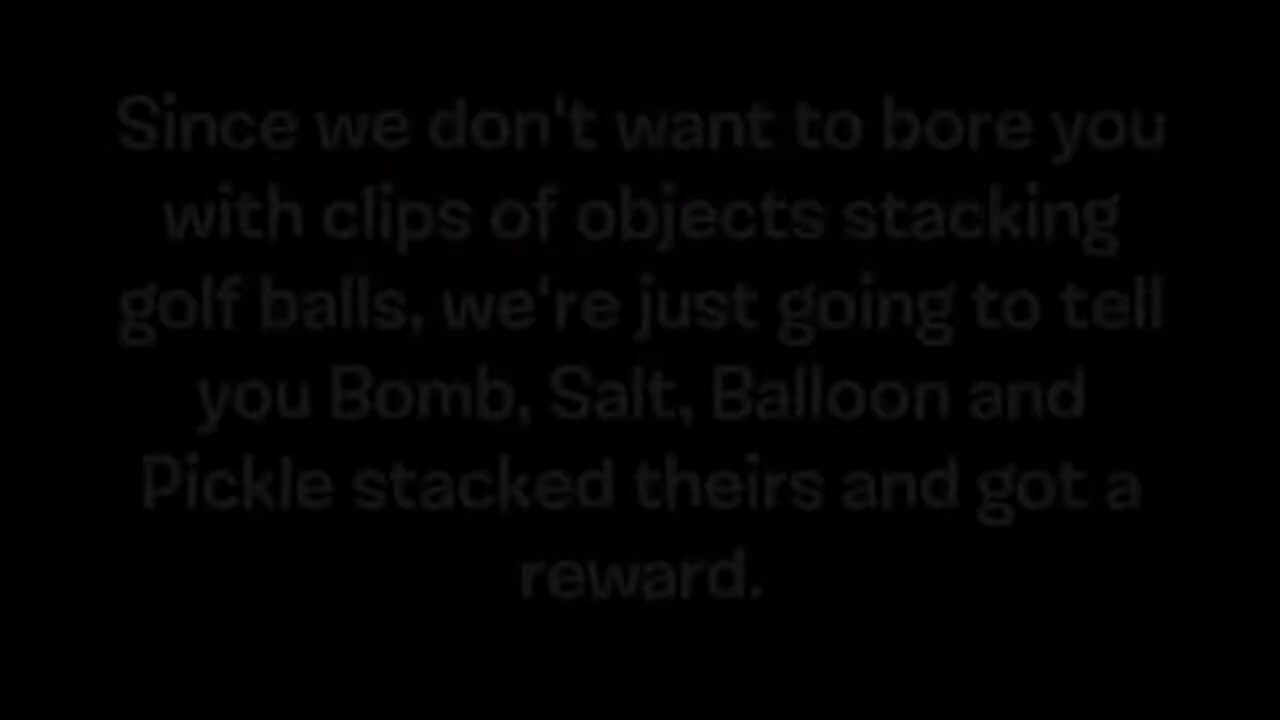 Since we don't want to bore you
with clips of objects stacking
golf balls, we're just going to tell
you Bomb, Salt, Balloon and
Pickle stacked theirs and got a
reward.